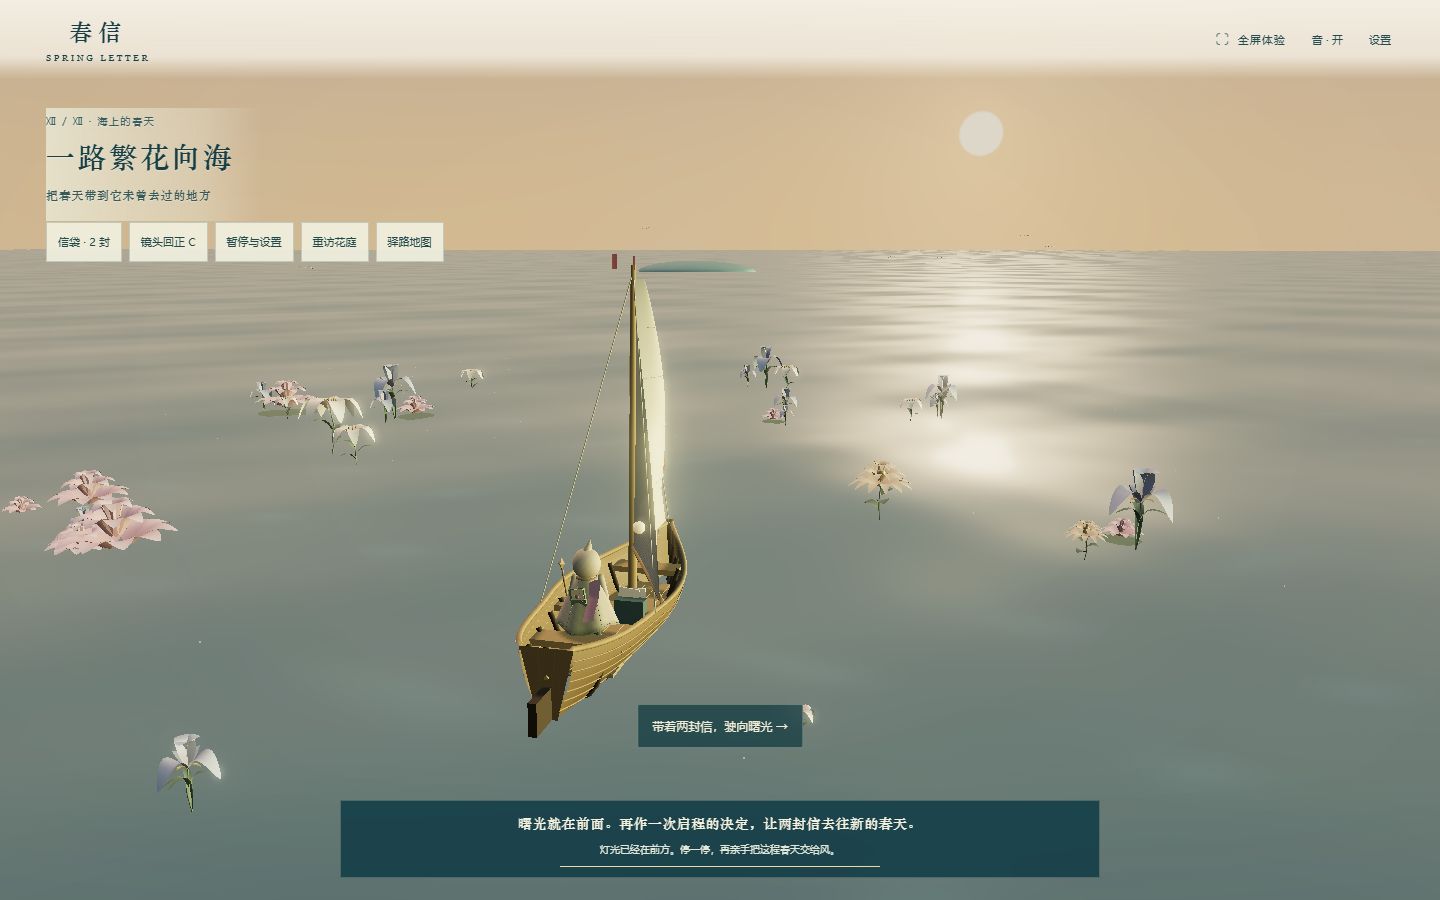 春信
SPRING LETTER
全屏体验
音 · 开
设置
Ⅻ / Ⅻ · 海上的春天
一路繁花向海
把春天带到它未曾去过的地方
信袋 · 2 封
镜头回正 C
暂停与设置
重访花庭
驿路地图
带着两封信，驶向曙光 →
曙光就在前面。再作一次启程的决定，让两封信去往新的春天。
灯光已经在前方。停一停，再亲手把这程春天交给风。